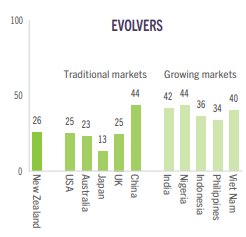 EVOLVERS
100
50
0
Traditional markets
Growing markets
26
25
23
13
25
44
42
44
36
34
40
New Zealand
USA
Australia
Japan
UK
China
India
Nigeria
Indonesia
Philippines
Viet Nam